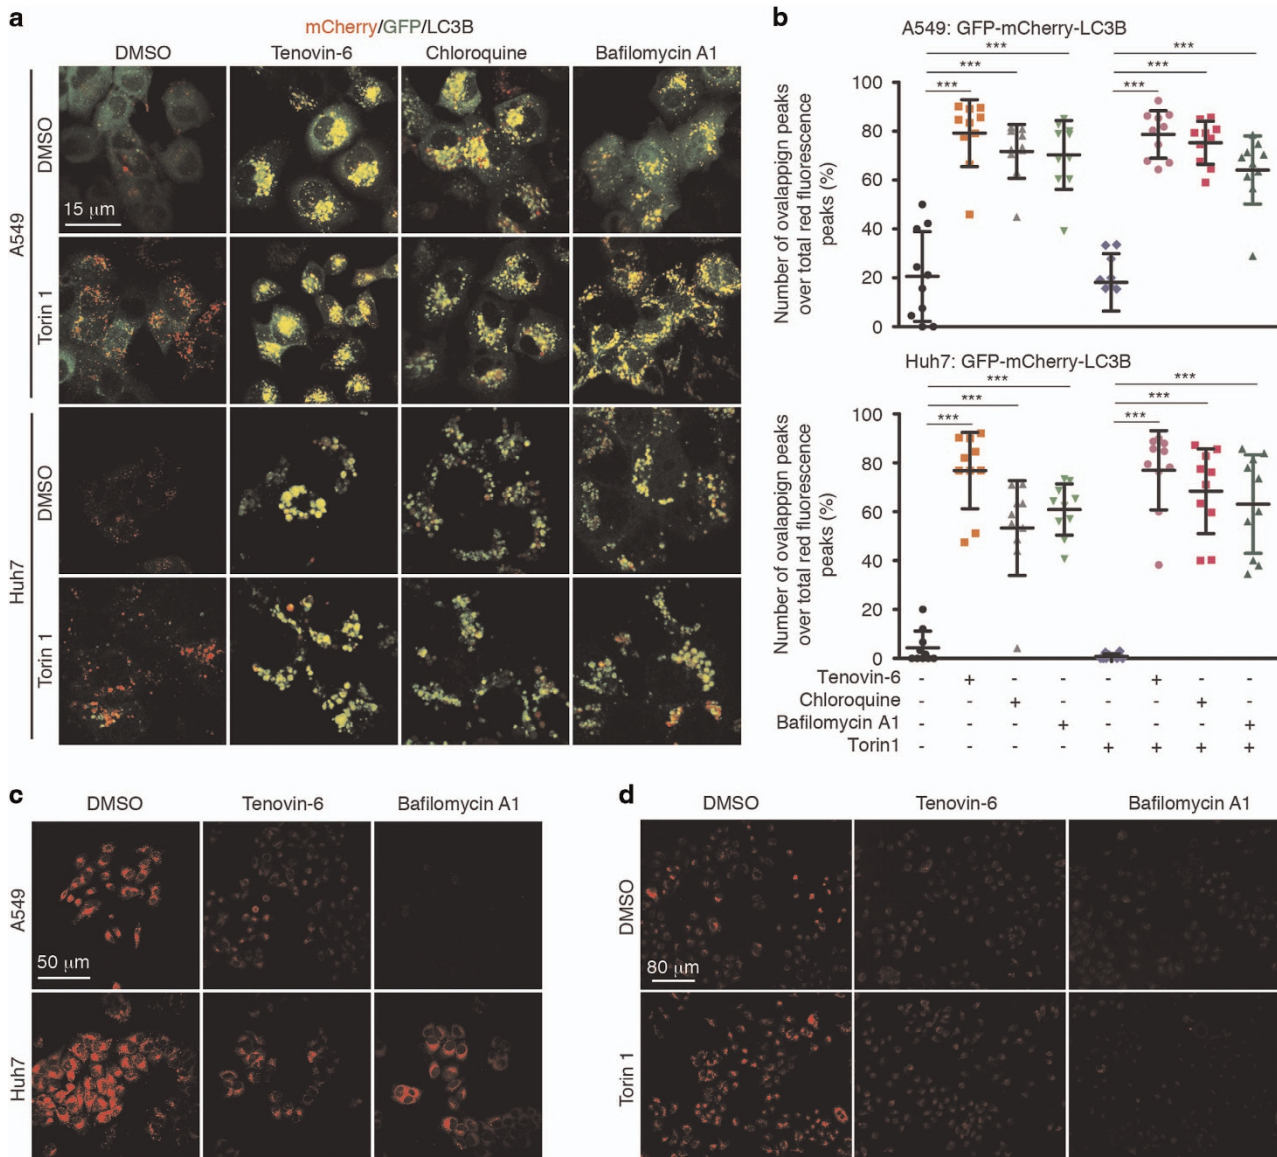 a
mCherry/GFP/LC3B
DMSO Tenovin-6 Chloroquine Bafilomycin A1
A549
DMSO
15 μm
Torin 1
Huh7
DMSO
Torin 1
b
A549: GFP-mCherry-LC3B
Number of ovalappign peaks
over total red fluorescence
peaks (%)
100
80
60
40
20
0
*** *** *** *** *** ***
Huh7: GFP-mCherry-LC3B
Number of ovalappign peaks
over total red fluorescence
peaks (%)
100
80
60
40
20
0
*** *** *** *** *** ***
Tenovin-6 - + - - - + - -
Chloroquine - - + - - - + -
Bafilomycin A1 - - - + - - - +
Torin1 - - - - + + + +
c
DMSO Tenovin-6 Bafilomycin A1
A549
50 μm
Huh7
d
DMSO Tenovin-6 Bafilomycin A1
DMSO
80 μm
Torin 1